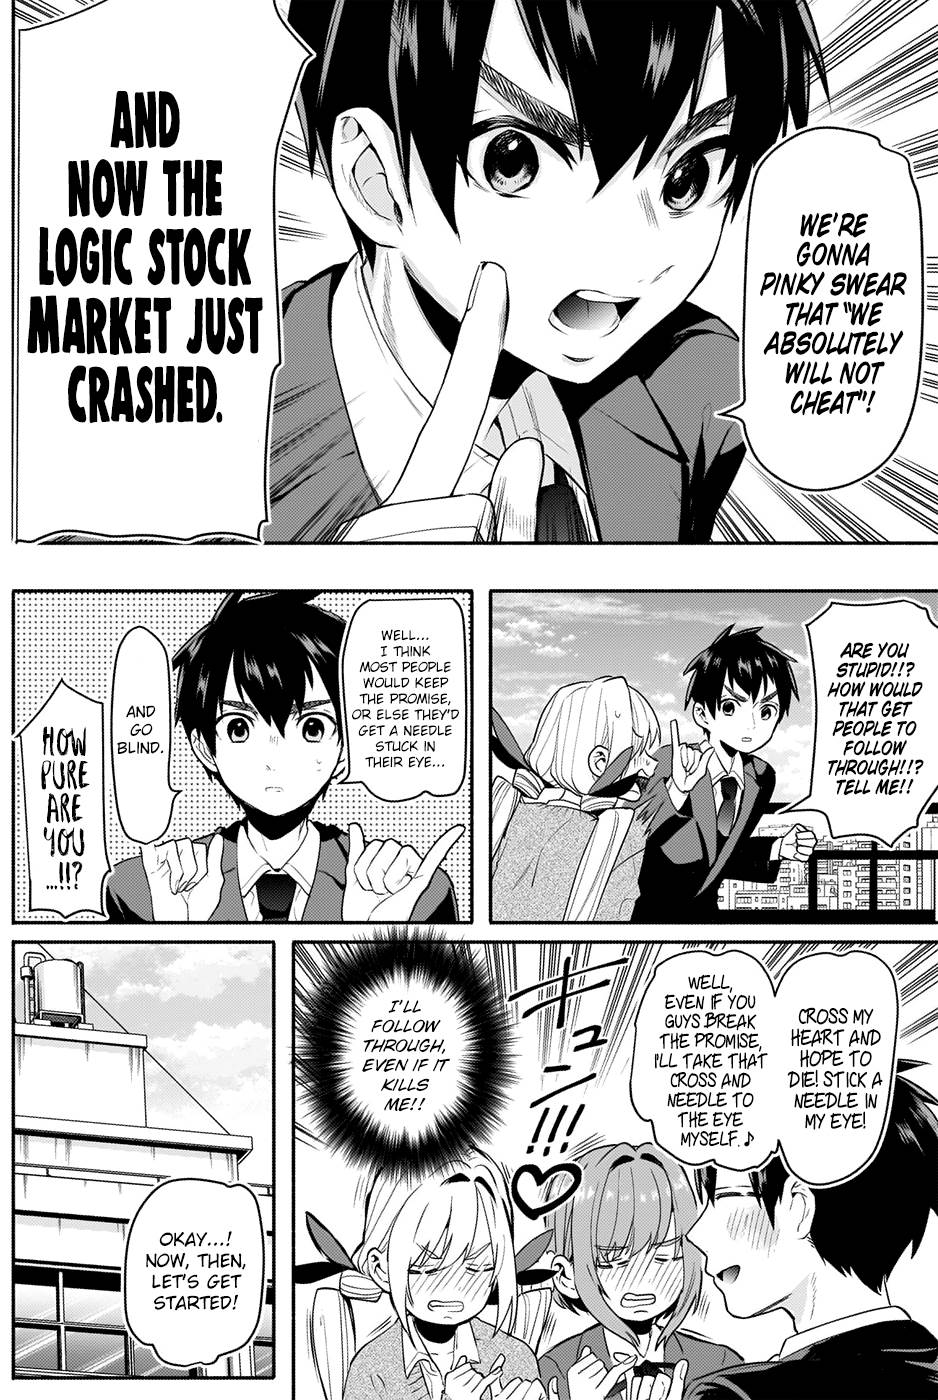 WE'RE
GONNA
PINKY SWEAR
THAT "WE
ABSOLUTELY
WILL NOT
CHEAT"!
AND
NOW THE
LOGIC STOCK
MARKET JUST
CRASHED.
ARE YOU
STUPID!!?
HOW WOULD
THAT GET
PEOPLE TO
FOLLOW
THROUGH!!?
TELL ME!!
WELL...
I THINK
MOST PEOPLE
WOULD KEEP
THE PROMISE,
OR ELSE THEY'D
GET A NEEDLE
STUCK IN
THEIR EYE...
AND
GO
BLIND.
HOW
PURE
ARE
YOU
...!!?
CROSS MY
HEART AND
HOPE TO
DIE! STICK A
NEEDLE IN
MY EYE!
WELL,
EVEN IF YOU
GUYS BREAK
THE PROMISE,
I'LL TAKE THAT
CROSS AND
NEEDLE TO
THE EYE
MYSELF.♪
キュン!!!
I'LL
FOLLOW
THROUGH,
EVEN IF IT
KILLS
ME!!
OKAY...!
NOW, THEN,
LET'S GET
STARTED!